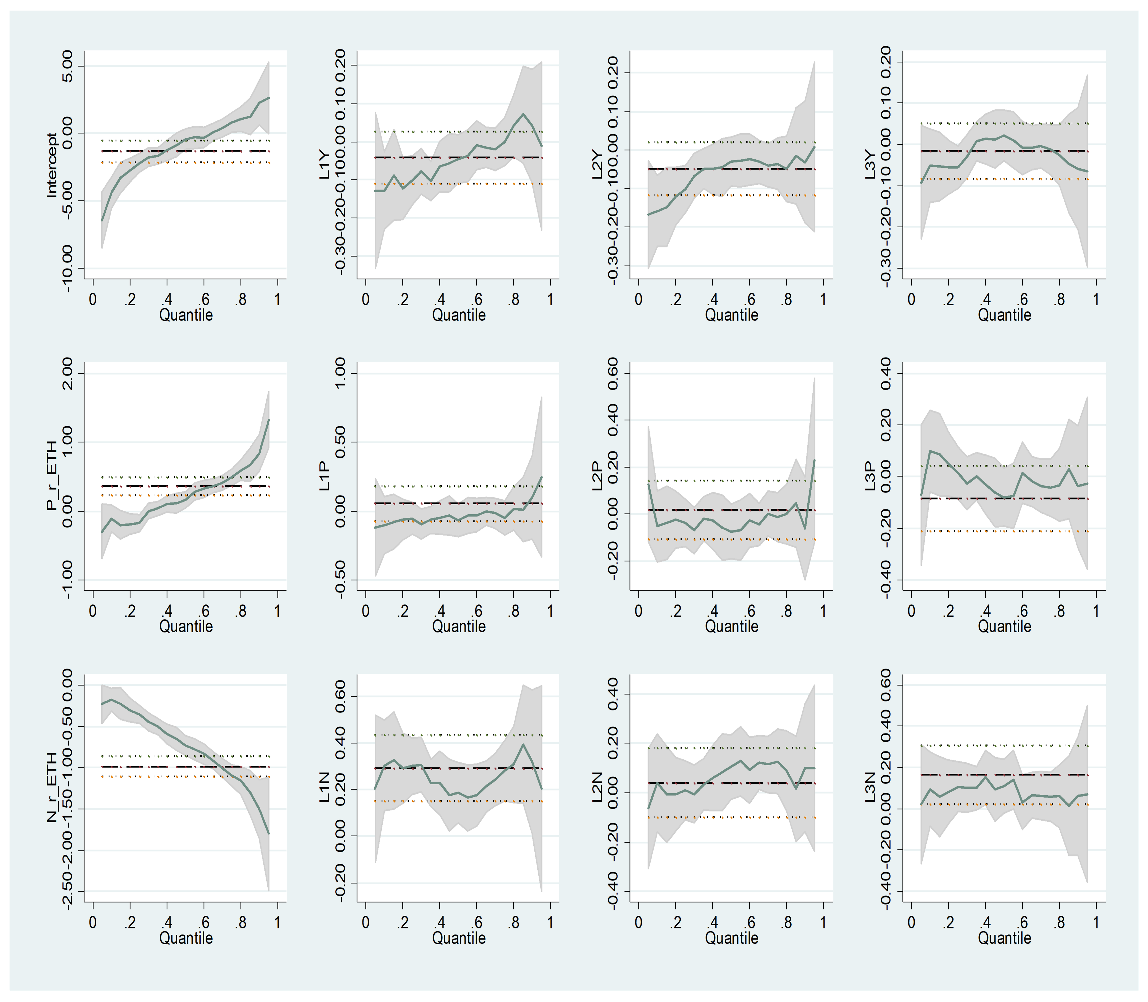 Intercept
-10.00 -5.00 0.00 5.00
0 .2 .4 .6 .8 1
Quantile
L1Y
-0.30 -0.20 -0.10 0.00 0.10 0.20
0 .2 .4 .6 .8 1
Quantile
L2Y
-0.30 -0.20 -0.10 0.00 0.10 0.20
0 .2 .4 .6 .8 1
Quantile
L3Y
-0.30 -0.20 -0.10 0.00 0.10 0.20
0 .2 .4 .6 .8 1
Quantile
P_r_ETH
-1.00 0.00 1.00 2.00
0 .2 .4 .6 .8 1
Quantile
L1P
-0.50 0.00 0.50 1.00
0 .2 .4 .6 .8 1
Quantile
L2P
-0.20 0.00 0.20 0.40 0.60
0 .2 .4 .6 .8 1
Quantile
L3P
-0.40 -0.20 0.00 0.20 0.40
0 .2 .4 .6 .8 1
Quantile
N_r_ETH
-2.50 -2.00 -1.50 -1.00 -0.50 0.00
0 .2 .4 .6 .8 1
Quantile
L1N
-0.20 0.00 0.20 0.40 0.60
0 .2 .4 .6 .8 1
Quantile
L2N
-0.40 -0.20 0.00 0.20 0.40
0 .2 .4 .6 .8 1
Quantile
L3N
-0.40 -0.20 0.00 0.20 0.40 0.60
0 .2 .4 .6 .8 1
Quantile